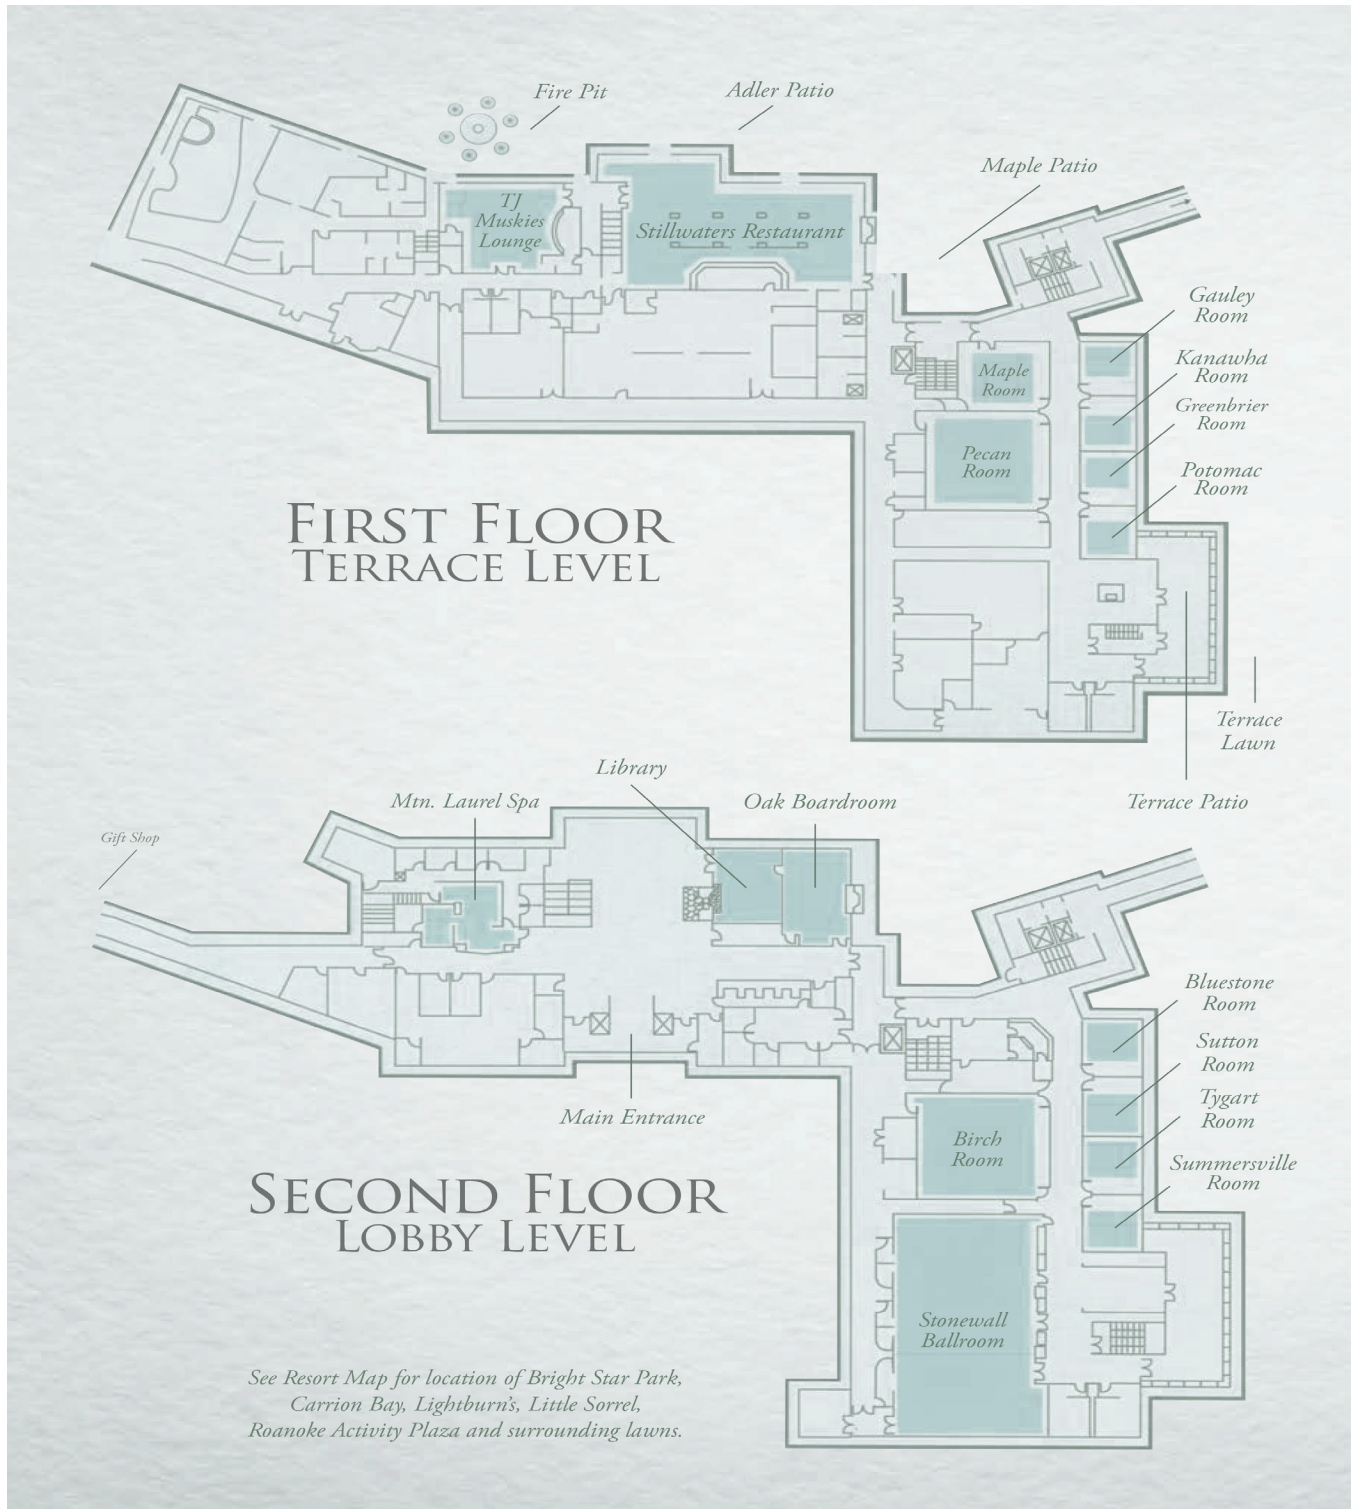 Fire Pit
Adler Patio
Maple Patio
TJ
Muskies
Lounge
Stillwaters Restaurant
Gauley
Room
Kanawha
Room
Greenbrier
Room
Potomac
Room
Maple
Room
Pecan
Room
First Floor
Terrace Level
Terrace
Lawn
Terrace Patio
Library
Mtn. Laurel Spa
Oak Boardroom
Gift Shop
Main Entrance
Bluestone
Room
Sutton
Room
Tygart
Room
Summersville
Room
Birch
Room
Second Floor
Lobby Level
Stonewall
Ballroom
See Resort Map for location of Bright Star Park,
Carrion Bay, Lightburn's, Little Sorrel,
Roanoke Activity Plaza and surrounding lawns.